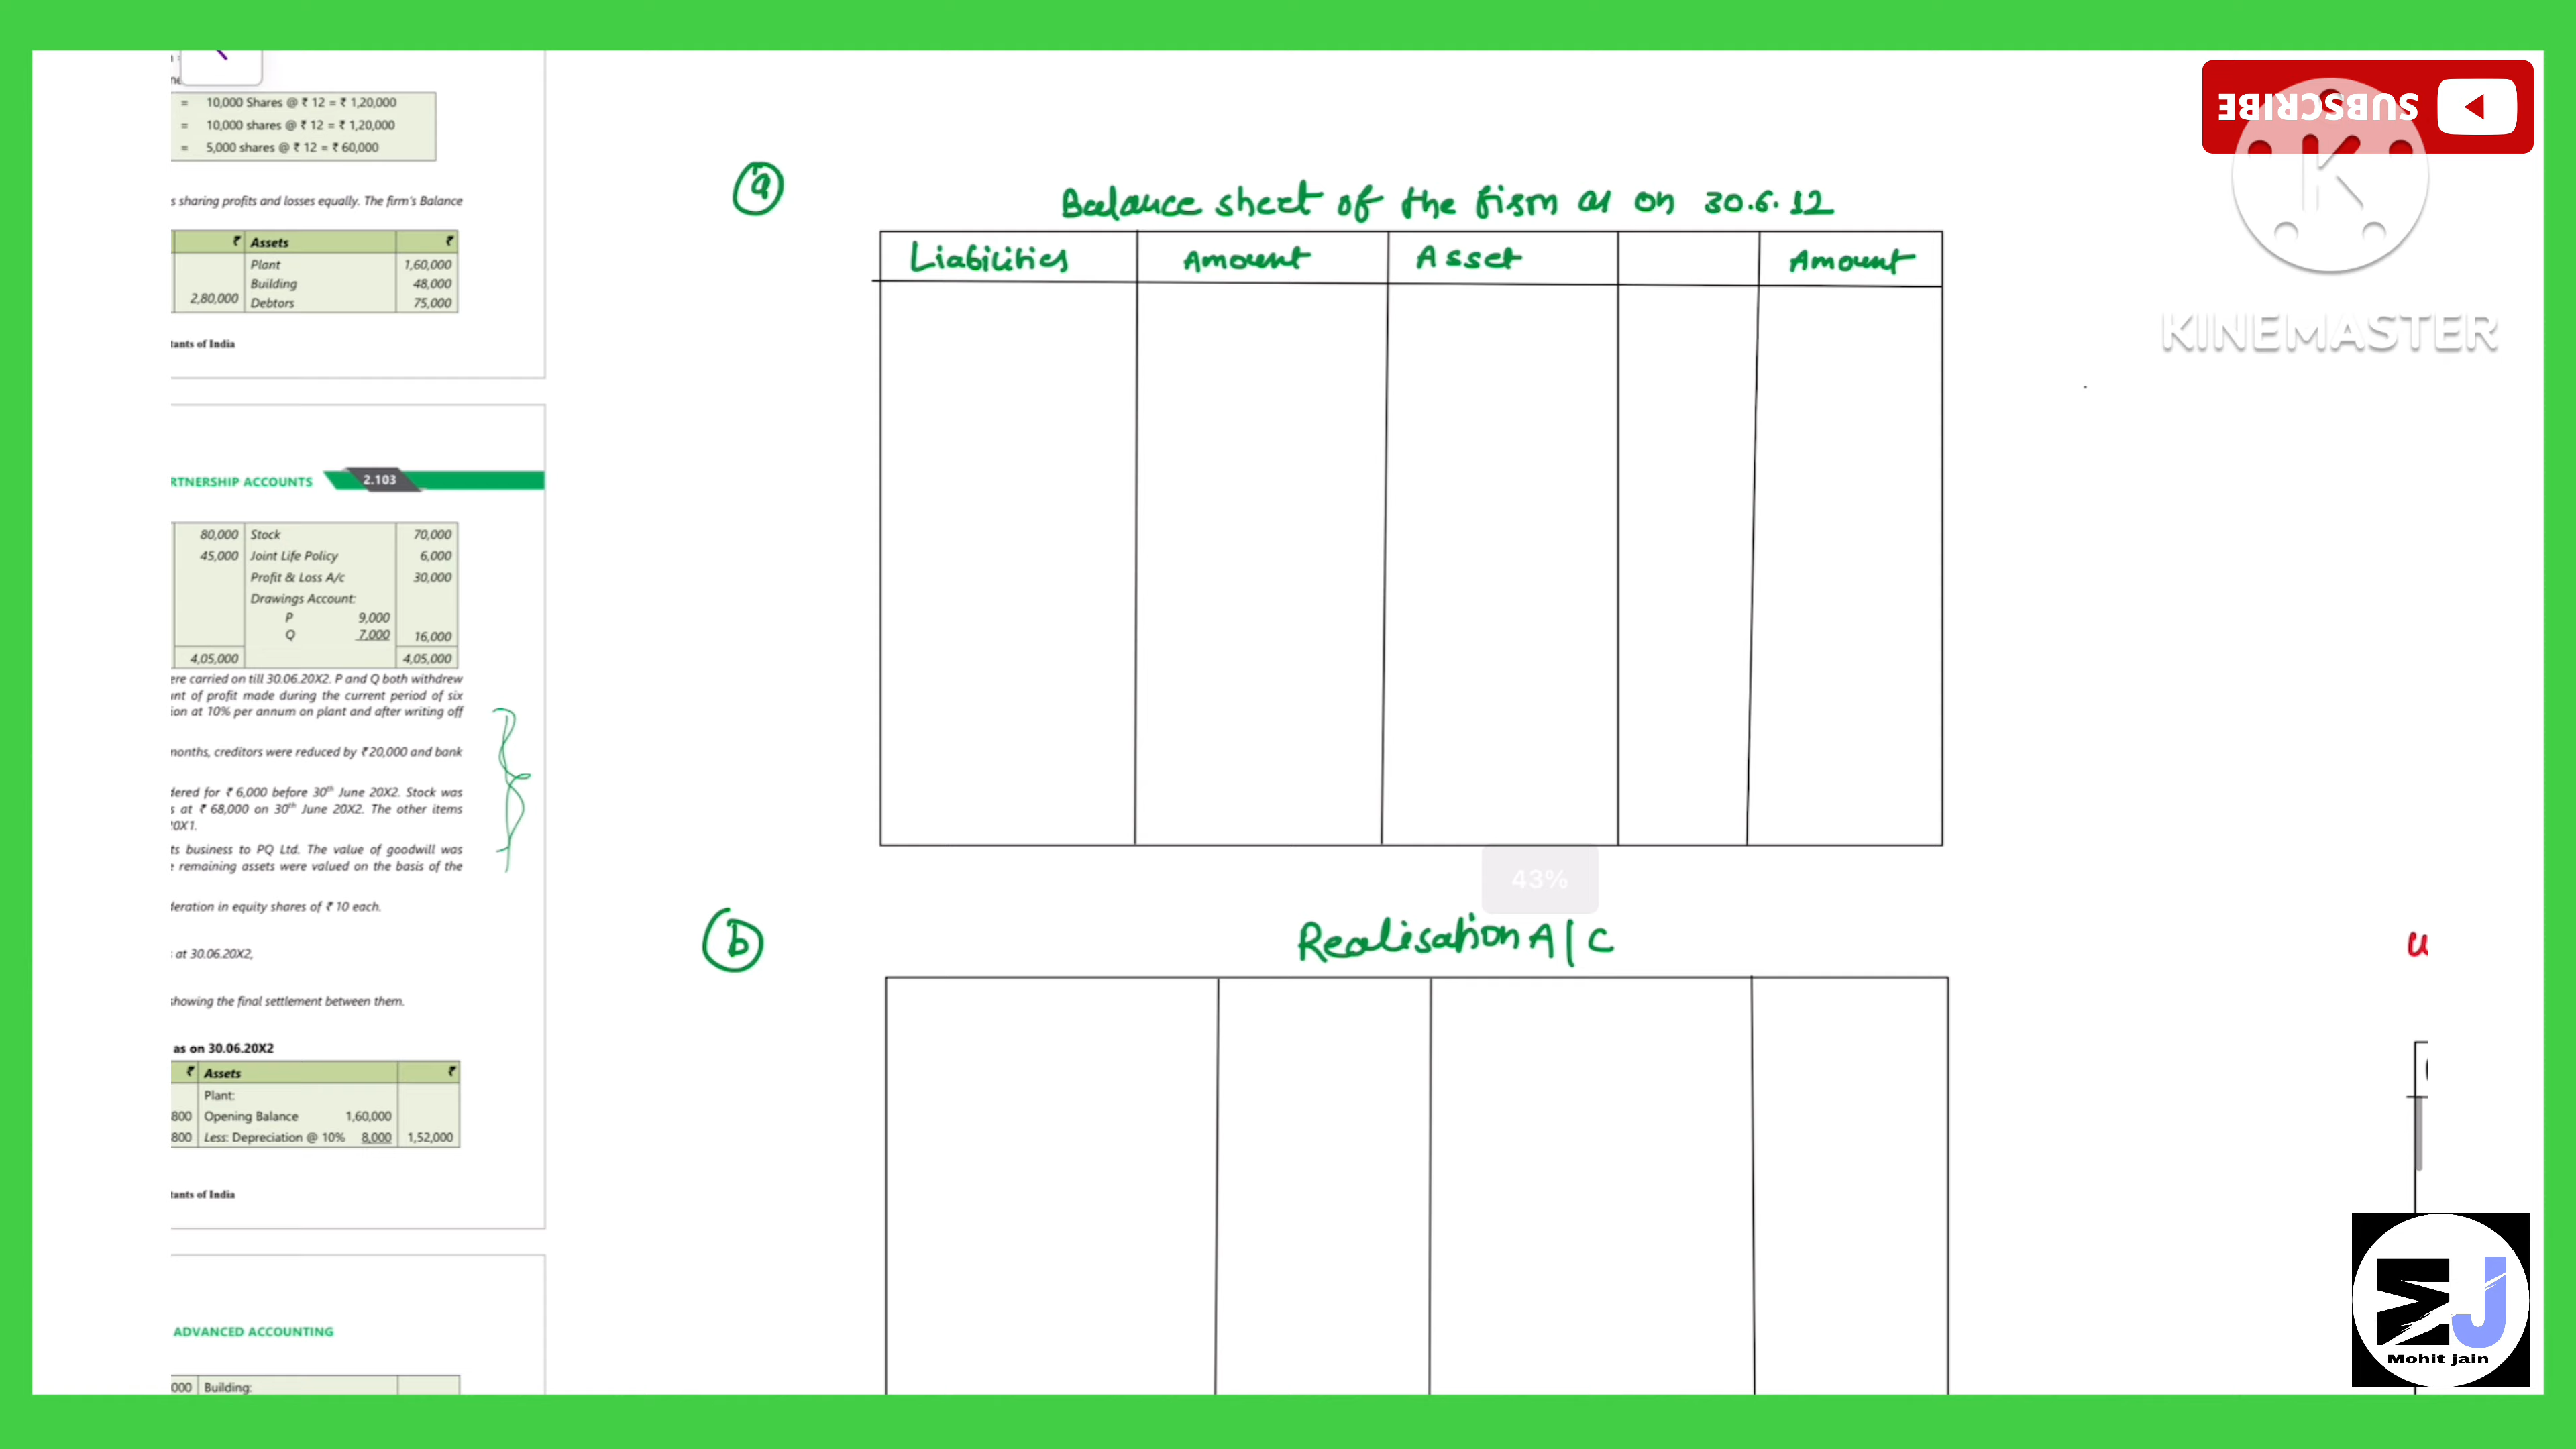 = 10,000 Shares @ ₹ 12 = ₹ 1,20,000
= 10,000 shares @ ₹ 12 = ₹ 1,20,000
= 5,000 shares @ ₹ 12 = ₹ 60,000
s sharing profits and losses equally. The firm's Balance
₹ Assets ₹
Plant 1,60,000
Building 48,000
2,80,000 Debtors 75,000
tants of India
RTNERSHIP ACCOUNTS 2.103
80,000 Stock 70,000
45,000 Joint Life Policy 6,000
Profit & Loss A/c 30,000
Drawings Account:
P 9,000
Q 7,000 16,000
4,05,000 4,05,000
ere carried on till 30.06.20X2. P and Q both withdrew
unt of profit made during the current period of six
ion at 10% per annum on plant and after writing off
months, creditors were reduced by ₹ 20,000 and bank
dered for ₹ 6,000 before 30th June 20X2. Stock was
s at ₹ 68,000 on 30th June 20X2. The other items
20X1.
ts business to PQ Ltd. The value of goodwill was
e remaining assets were valued on the basis of the
deration in equity shares of ₹ 10 each.
at 30.06.20X2,
showing the final settlement between them.
as on 30.06.20X2
₹ Assets ₹
Plant:
800 Opening Balance 1,60,000
800 Less: Depreciation @ 10% 8,000 1,52,000
tants of India
ADVANCED ACCOUNTING
000 Building:
a
Balance sheet of the firm as on 30.6.12
Liabilities Amount Asset Amount
43%
b
Realisation A/C
SUBSCRIBE
K
KINEMASTER
u
MJ
Mohit jain